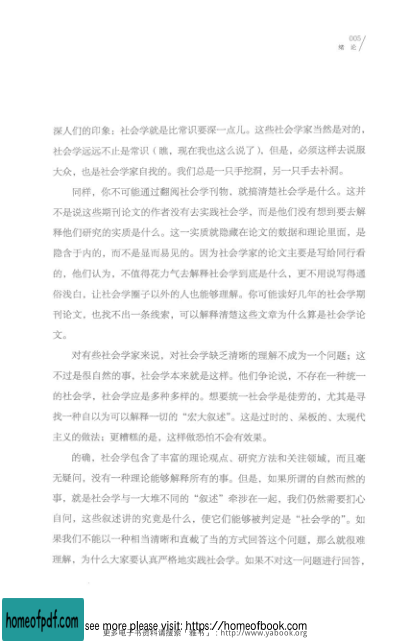 005
绪 论
深人们的印象：社会学就是比常识要深一点儿。这些社会学家当然是对的，
社会学远远不止是常识（瞧，现在我也这么说了）。但是，必须这样去说服
大众，也是社会学家自找的。我们总是一只手挖洞，另一只手去补洞。
同样，你不可能通过翻阅社会学刊物，就搞清楚社会学是什么。这并
不是说这些期刊论文的作者没有去实践社会学，而是他们没有想到要去解
释他们研究的实质是什么。这一实质就隐藏在论文的数据和理论里面，是
隐含于内的，而不是显而易见的。因为社会学家的论文主要是写给同行看
的，他们认为，不值得花力气去解释社会学到底是什么，更不用说写得通
俗浅白，让社会学圈子以外的人也能够理解。你可能读好几年的社会学期
刊论文，也找不出一条线索，可以解释清楚这些文章为什么算是社会学论
文。
对有些社会学家来说，对社会学缺乏清晰的理解不成为一个问题；这
不过是很自然的事，社会学本来就是这样。他们争论说，不存在一种统一
的社会学，社会学应是多种多样的。想要统一社会学是徒劳的，尤其是寻
找一种自以为可以解释一切的“宏大叙述”。这是过时的、呆板的、太现代
主义的做法；更糟糕的是，这样做恐怕不会有效果。
的确，社会学包含了丰富的理论观点、研究方法和关注领域，而且毫
无疑问，没有一种理论能够解释所有的事。但是，如果所谓的自然而然的
事，就是社会学与一大堆不同的“叙述”牵涉在一起，我们仍然需要扪心
自问，这些叙述讲的究竟是什么，使它们能够被判定是“社会学的”。如
果我们不能以一种相当清晰和直截了当的方式回答这个问题，那么就很难
理解，为什么大家要认真严格地实践社会学。如果不对这一问题进行回答，
homeofpdf.com
see more please visit: https://homeofbook.com
更多电子书资料请搜索「雅书」：http://www.yabook.org